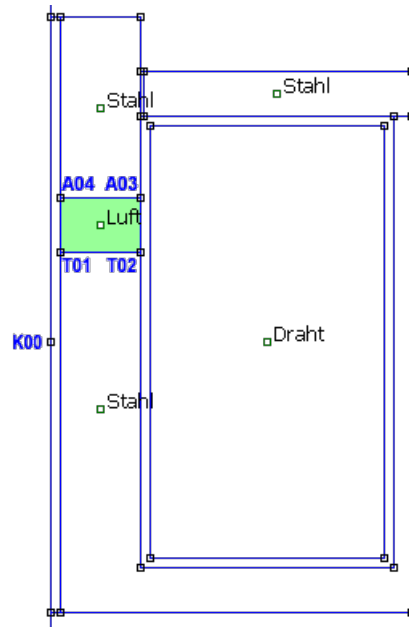 Stahl
Stahl
A04 A03
Luft
T01 T02
K00
Draht
Stahl